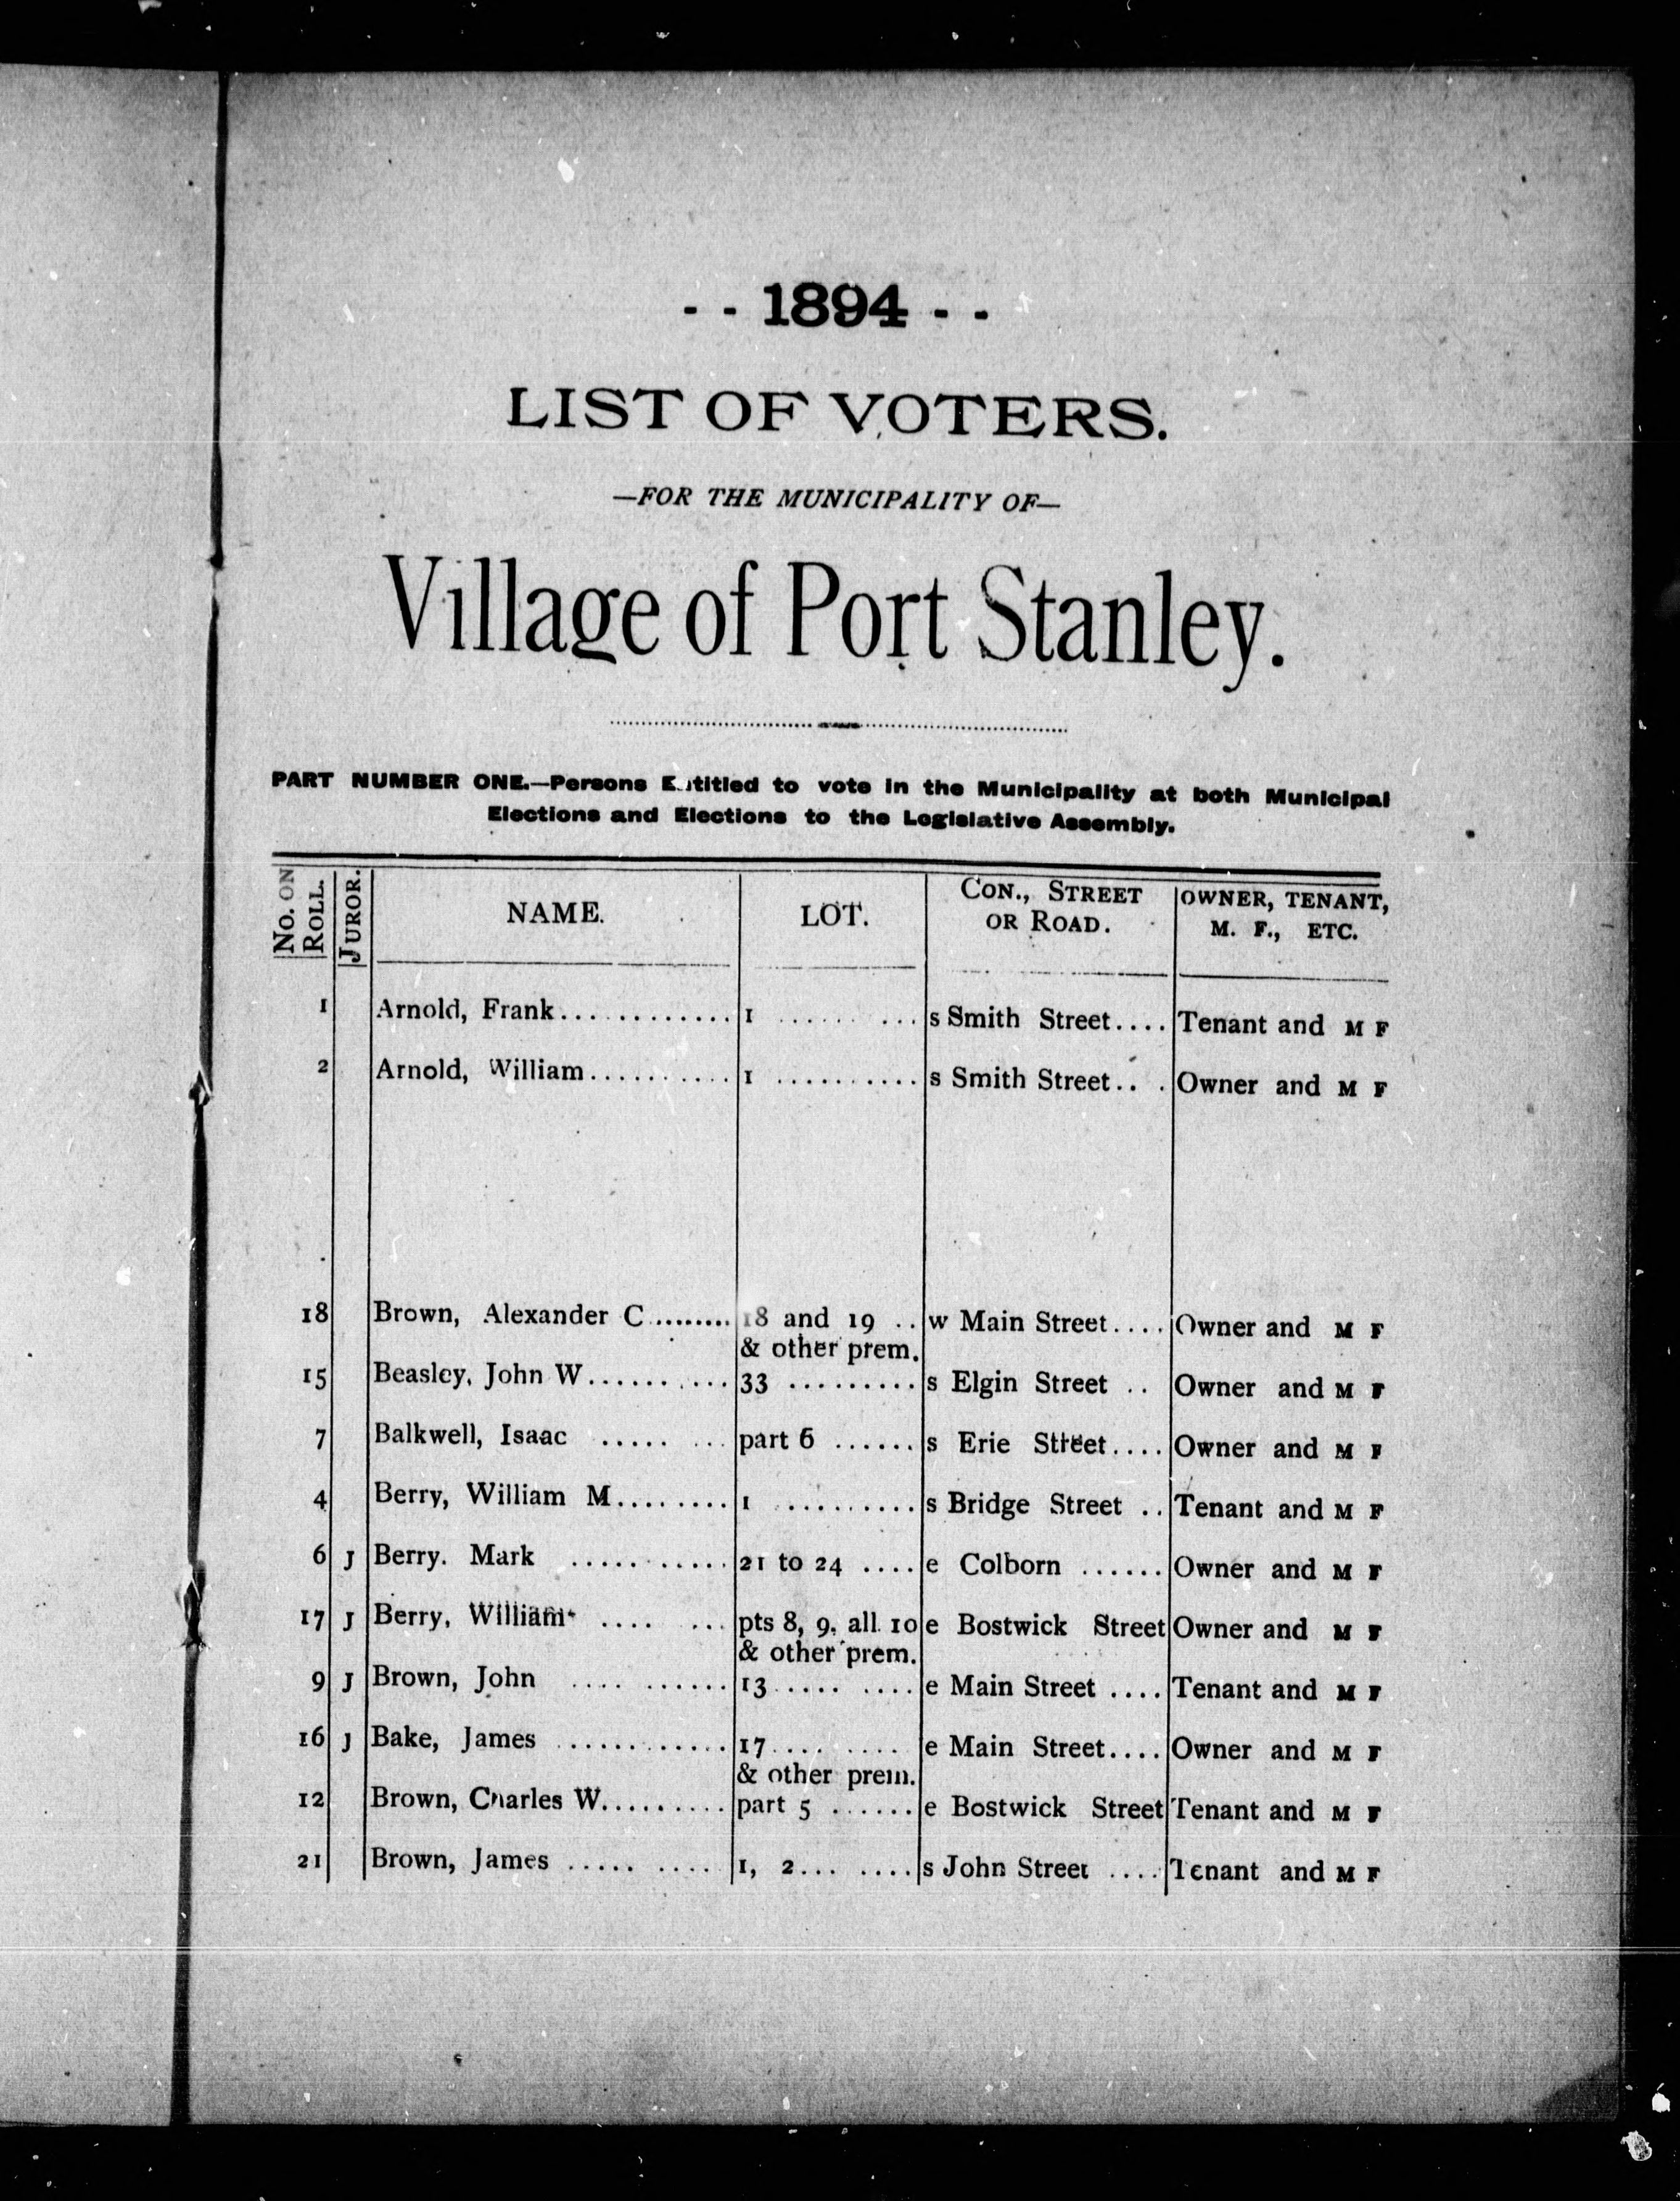 - - 1894 - -
LIST OF VOTERS.
—FOR THE MUNICIPALITY OF—
Village of Port Stanley.
PART NUMBER ONE.—Persons Entitled to vote in the Municipality at both Municipal
Elections and Elections to the Legislative Assembly.
No. ON ROLL. JUROR. NAME. LOT. CON., STREET OR ROAD. OWNER, TENANT, M. F., ETC.
1 Arnold, Frank............. 1 ...... ... s Smith Street.... Tenant and M F
2 Arnold, William.......... 1 .......... s Smith Street.. . Owner and M F
18 Brown, Alexander C ........ 18 and 19 .. w Main Street.... Owner and M F
& other prem.
15 Beasley, John W.......... 33 ......... s Elgin Street .. Owner and M F
7 Balkwell, Isaac ..... ... part 6 ...... s Erie Street.... Owner and M F
4 Berry, William M........ 1 .......... s Bridge Street .. Tenant and M F
6 J Berry. Mark ........... 21 to 24 .... e Colborn ...... Owner and M F
17 J Berry, William .... ... pts 8, 9, all 10 e Bostwick Street Owner and M F
& other prem.
9 J Brown, John .... ...... 13..... .... e Main Street .... Tenant and M F
16 J Bake, James ............ 17.... .... e Main Street.... Owner and M F
& other prem.
12 Brown, Charles W.......... part 5 ...... e Bostwick Street Tenant and M F
21 Brown, James ..... .... 1, 2... .... s John Street .... Tenant and M F